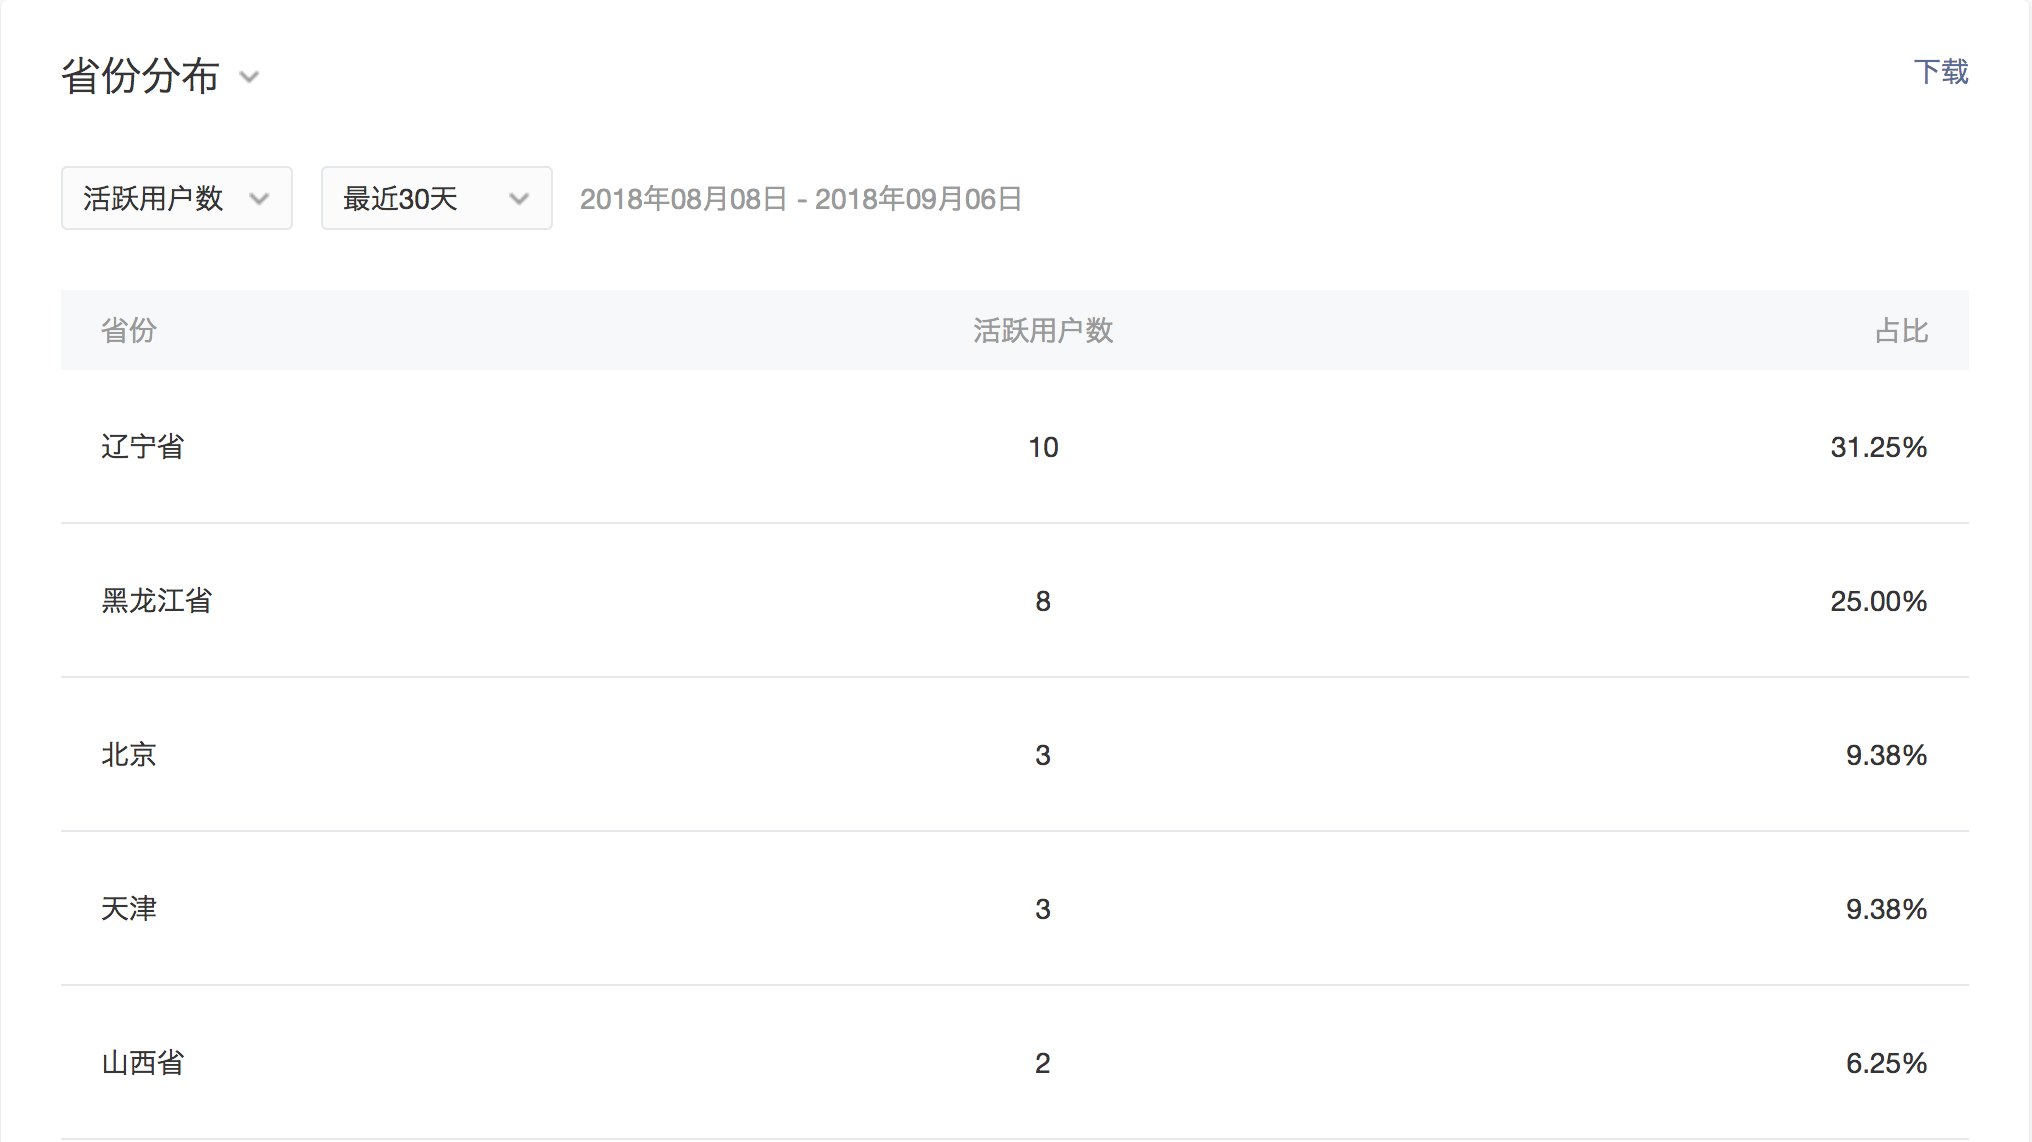 省份分布
下载
活跃用户数 最近30天 2018年08月08日 - 2018年09月06日
省份 活跃用户数 占比
辽宁省 10 31.25%
黑龙江省 8 25.00%
北京 3 9.38%
天津 3 9.38%
山西省 2 6.25%